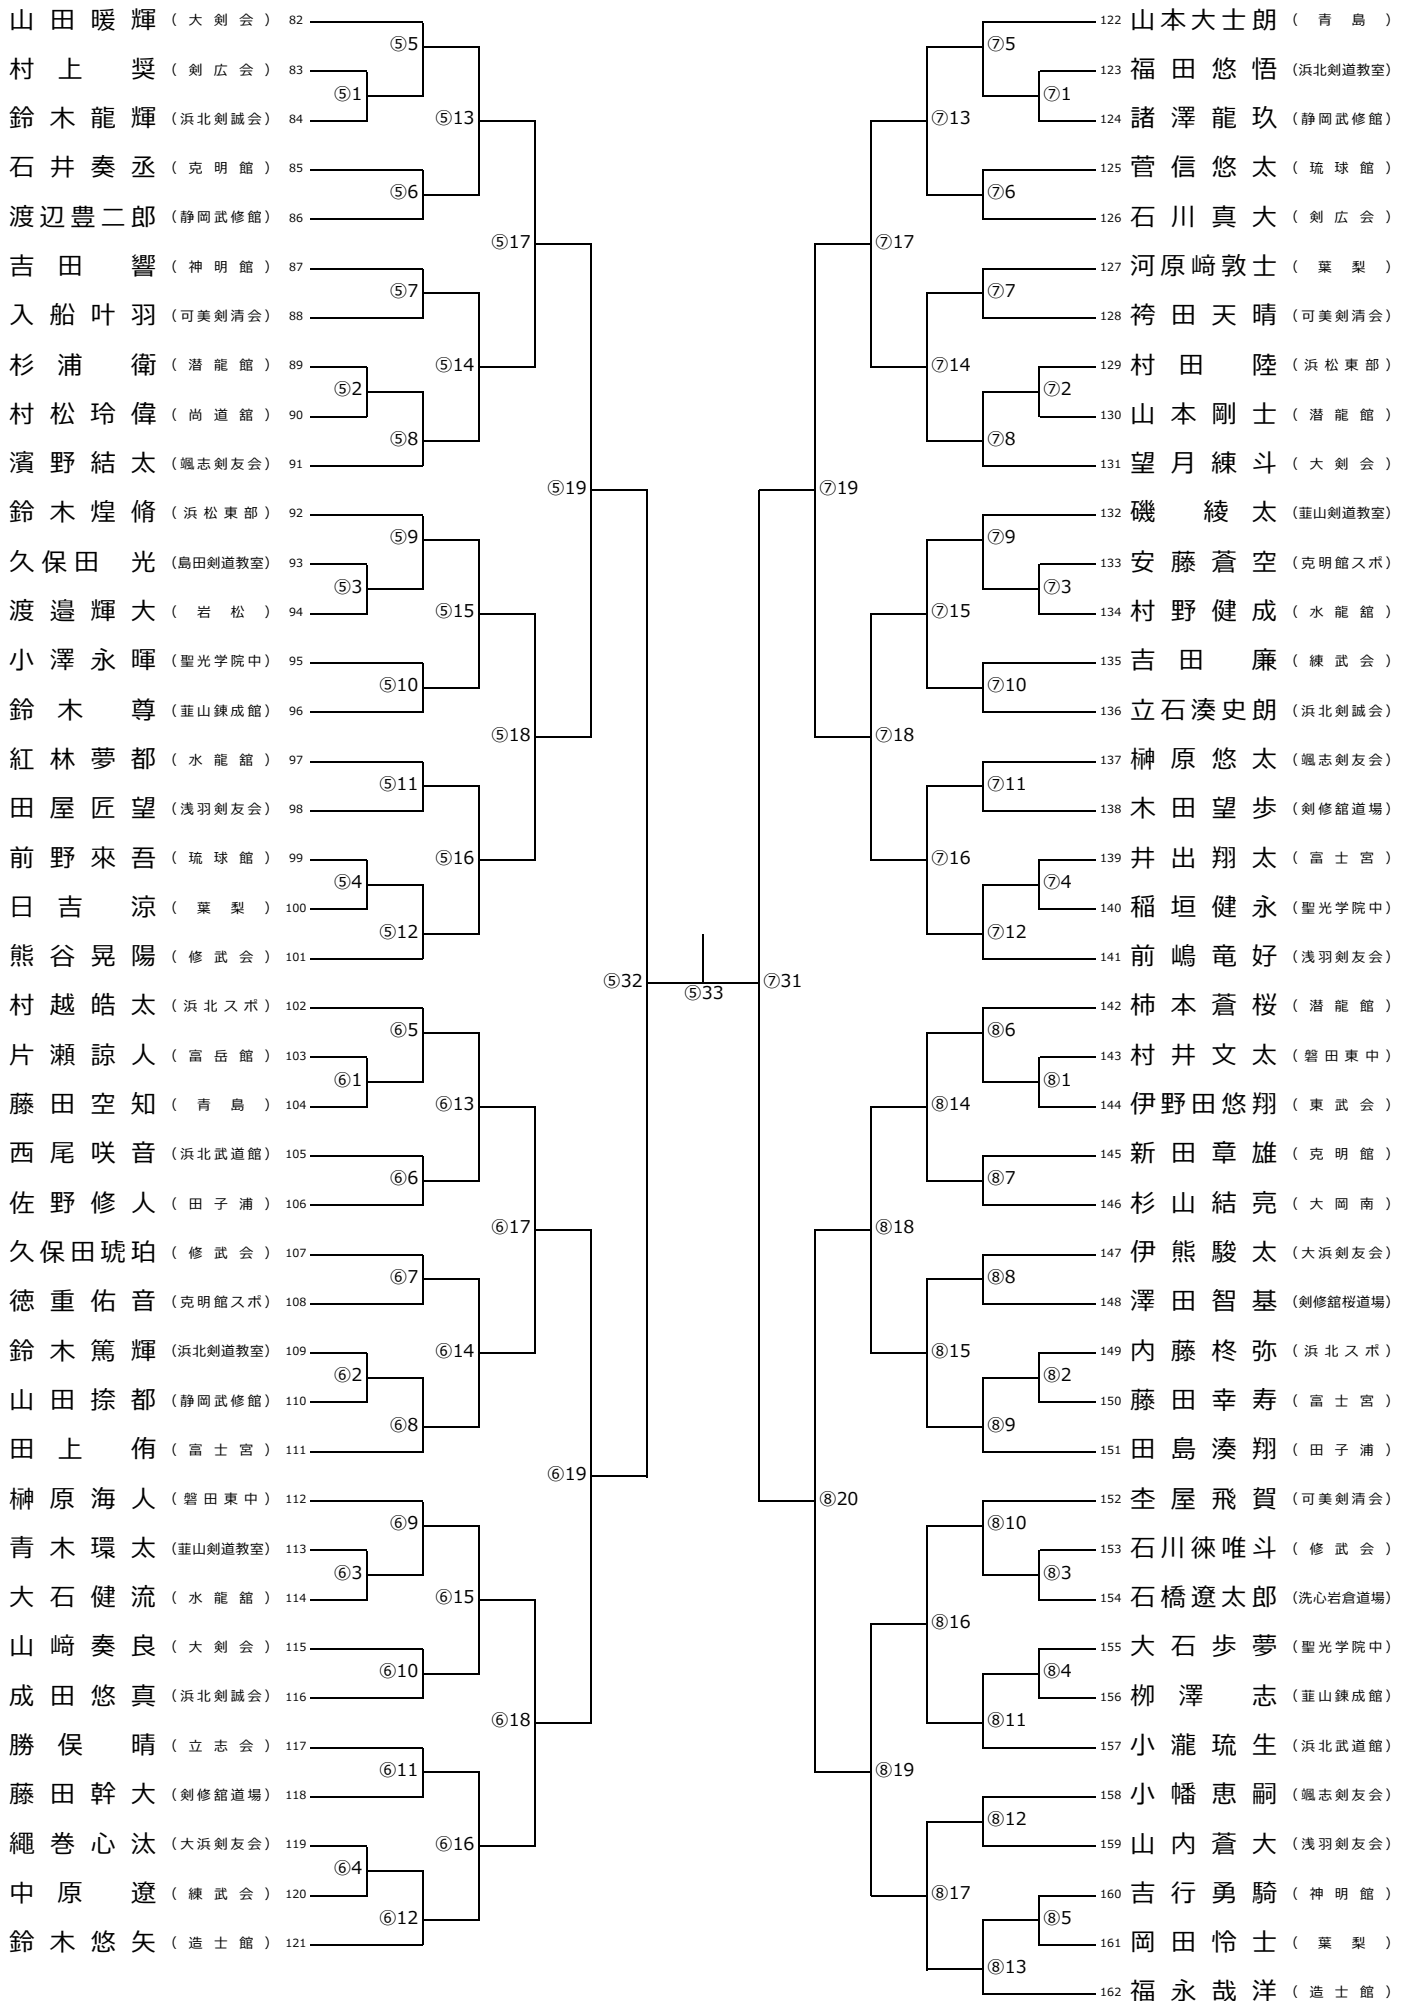 山田暖輝 （大剣会） 82
⑤5
村上奨 （剣広会） 83
⑤1
鈴木龍輝 （浜北剣誠会） 84
⑤13
石井奏丞 （克明館） 85
⑤6
渡辺豊二郎 （静岡武修館） 86
⑤17
吉田響 （神明館） 87
⑤7
入船叶羽 （可美剣清会） 88
杉浦衛 （潜龍館） 89
⑤14
⑤2
村松玲偉 （尚道舘） 90
⑤8
濱野結太 （颯志剣友会） 91
⑤19
鈴木煌脩 （浜松東部） 92
⑤9
久保田光 （島田剣道教室） 93
⑤3
渡邉輝大 （岩松） 94
⑤15
小澤永暉 （聖光学院中） 95
⑤10
鈴木尊 （韮山錬成館） 96
⑤18
紅林夢都 （水龍舘） 97
⑤11
田屋匠望 （浅羽剣友会） 98
前野來吾 （琉球館） 99
⑤16
⑤4
日吉涼 （葉梨） 100
⑤12
熊谷晃陽 （修武会） 101
⑤32
村越皓太 （浜北スポ） 102
⑥5
片瀬諒人 （富岳館） 103
⑥1
藤田空知 （青島） 104
⑥13
西尾咲音 （浜北武道館） 105
⑥6
佐野修人 （田子浦） 106
⑥17
久保田琥珀 （修武会） 107
⑥7
徳重佑音 （克明館スポ） 108
鈴木篤輝 （浜北剣道教室） 109
⑥14
⑥2
山田捺都 （静岡武修館） 110
⑥8
田上侑 （富士宮） 111
⑥19
榊原海人 （磐田東中） 112
⑥9
青木環太 （韮山剣道教室） 113
⑥3
大石健流 （水龍舘） 114
⑥15
山﨑奏良 （大剣会） 115
⑥10
成田悠真 （浜北剣誠会） 116
⑥18
勝俣晴 （立志会） 117
⑥11
藤田幹大 （剣修舘道場） 118
縄巻心汰 （大浜剣友会） 119
⑥16
⑥4
中原遼 （練武会） 120
⑥12
鈴木悠矢 （造士館） 121
⑤33
122 山本大士朗 （青島）
⑦5
123 福田悠悟 （浜北剣道教室）
⑦1
124 諸澤龍玖 （静岡武修館）
⑦13
125 菅信悠太 （琉球館）
⑦6
126 石川真大 （剣広会）
⑦17
127 河原﨑敦士 （葉梨）
⑦7
128 袴田天晴 （可美剣清会）
129 村田陸 （浜松東部）
⑦14
⑦2
130 山本剛士 （潜龍館）
⑦8
131 望月練斗 （大剣会）
⑦19
132 磯綾太 （韮山剣道教室）
⑦9
133 安藤蒼空 （克明館スポ）
⑦3
134 村野健成 （水龍舘）
⑦15
135 吉田廉 （練武会）
⑦10
136 立石湊史朗 （浜北剣誠会）
⑦18
137 榊原悠太 （颯志剣友会）
⑦11
138 木田望歩 （剣修舘道場）
139 井出翔太 （富士宮）
⑦16
⑦4
140 稲垣健永 （聖光学院中）
⑦12
141 前嶋竜好 （浅羽剣友会）
⑦31
142 柿本蒼桜 （潜龍館）
⑧6
143 村井文太 （磐田東中）
⑧1
144 伊野田悠翔 （東武会）
⑧14
145 新田章雄 （克明館）
⑧7
146 杉山結亮 （大岡南）
⑧18
147 伊熊駿太 （大浜剣友会）
⑧8
148 澤田智基 （剣修舘桜道場）
149 内藤柊弥 （浜北スポ）
⑧15
⑧2
150 藤田幸寿 （富士宮）
⑧9
151 田島湊翔 （田子浦）
⑧20
152 杢屋飛賀 （可美剣清会）
⑧10
153 石川徠唯斗 （修武会）
⑧3
154 石橋遼太郎 （洗心岩倉道場）
⑧16
155 大石歩夢 （聖光学院中）
⑧4
156 栁澤志 （韮山錬成館）
⑧11
157 小瀧琉生 （浜北武道館）
⑧19
158 小幡恵嗣 （颯志剣友会）
⑧12
159 山内蒼大 （浅羽剣友会）
160 吉行勇騎 （神明館）
⑧17
⑧5
161 岡田怜士 （葉梨）
⑧13
162 福永哉洋 （造士館）